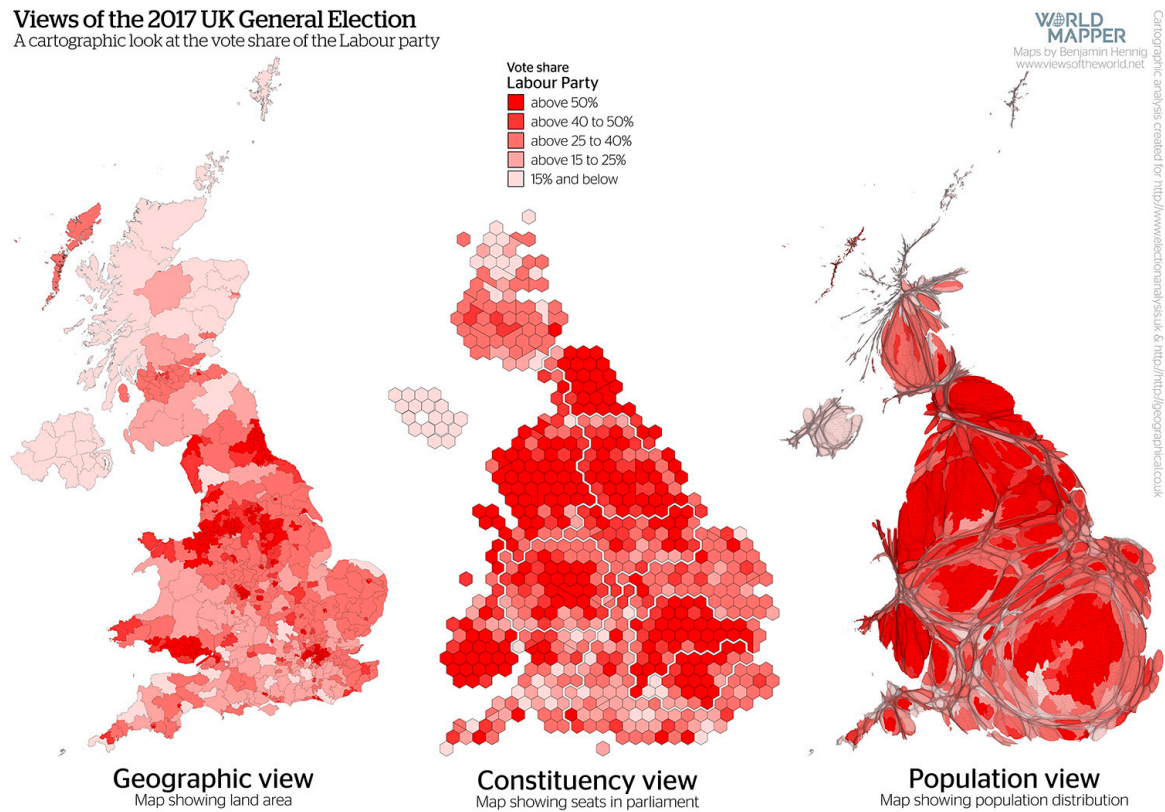 Views of the 2017 UK General Election
A cartographic look at the vote share of the Labour party
WORLD
MAPPER
Maps by Benjamin Hennig
www.viewsoftheworld.net
Cartographic analysis created for http://www.electionanalysis.uk & http://http://geographical.co.uk
Vote share
Labour Party
above 50%
above 40 to 50%
above 25 to 40%
above 15 to 25%
15% and below
Geographic view
Map showing land area
Constituency view
Map showing seats in parliament
Population view
Map showing population distribution